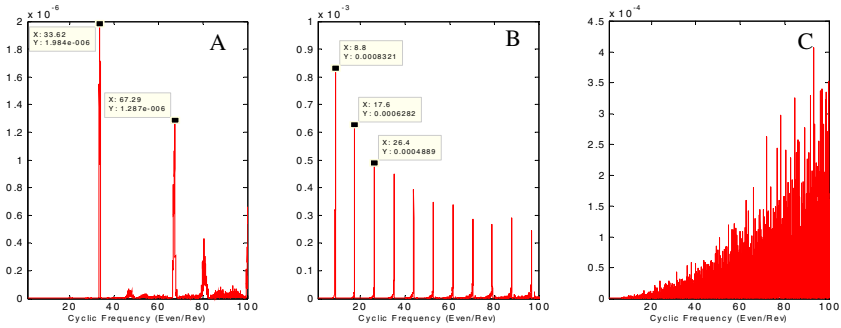 x 10⁻⁶
2
1.8
1.6
1.4
1.2
1
0.8
0.6
0.4
0.2
0
20 40 60 80 100
Cyclic Frequency (Even/Rev)
X: 33.62
Y: 1.984e-006
X: 67.29
Y: 1.287e-006
A
x 10⁻³
1
0.9
0.8
0.7
0.6
0.5
0.4
0.3
0.2
0.1
0
20 40 60 80 100
Cyclic Frequency (Even/Rev)
X: 8.8
Y: 0.0008321
X: 17.6
Y: 0.0006282
X: 26.4
Y: 0.0004889
B
x 10⁻⁴
4.5
4
3.5
3
2.5
2
1.5
1
0.5
0
20 40 60 80 100
Cyclic Frequency (Even/Rev)
C